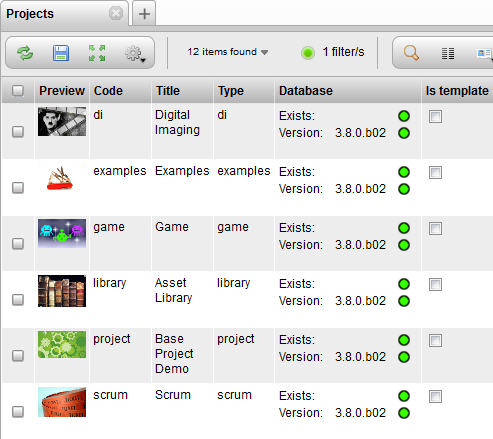 Projects
12 items found 1 filter/s
Preview Code Title Type Database Is template
di Digital Imaging di Exists:
Version: 3.8.0.b02
examples Examples examples Exists:
Version: 3.8.0.b02
game Game game Exists:
Version: 3.8.0.b02
library Asset Library library Exists:
Version: 3.8.0.b02
project Base Project Demo project Exists:
Version: 3.8.0.b02
scrum Scrum scrum Exists:
Version: 3.8.0.b02